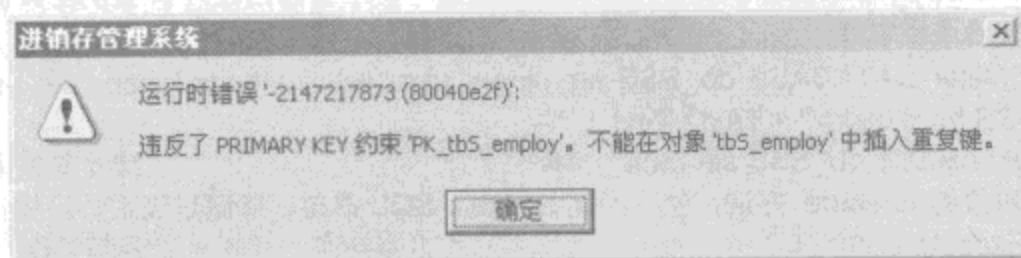 进销存管理系统
运行时错误 '-2147217873 (80040e2f)':
违反了 PRIMARY KEY 约束 'PK_tbS_employ'。不能在对象 'tbS_employ' 中插入重复键。
确定